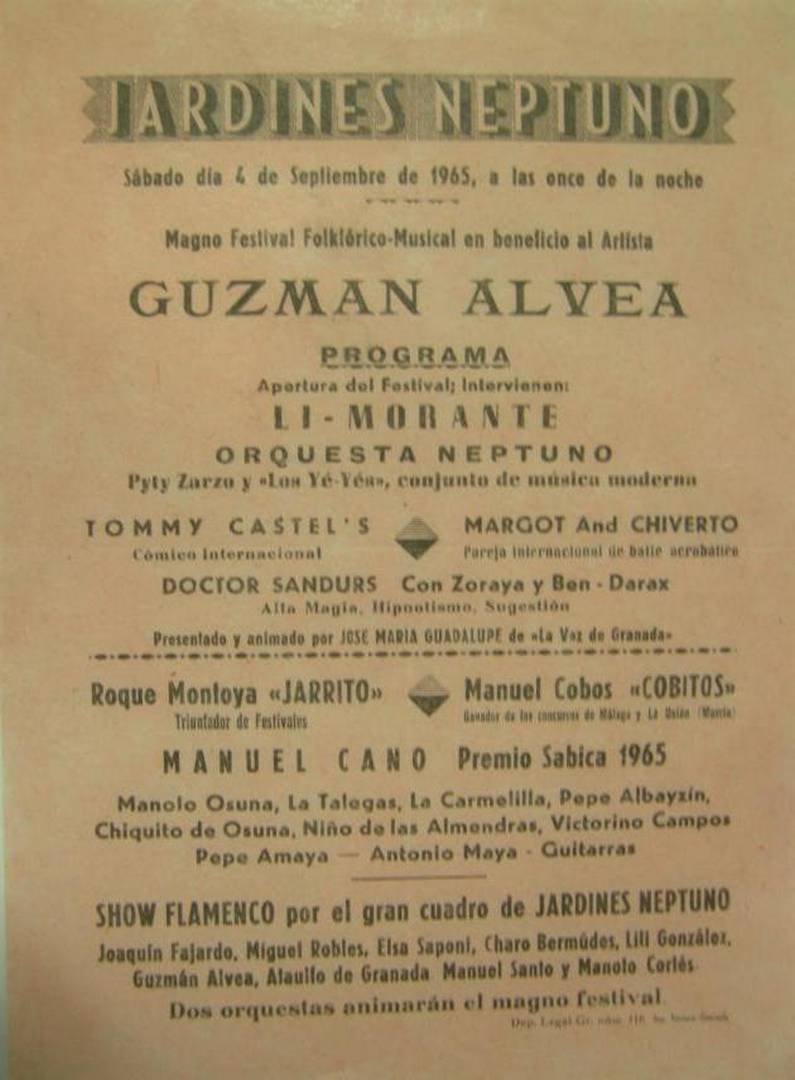 JARDINES NEPTUNO
Sábado día 4 de Septiembre de 1965, a las once de la noche
Magno Festival Folklórico-Musical en beneficio al Artista
GUZMAN ALVEA
PROGRAMA
Apertura del Festival; Intervienen:
LI-MORANTE
ORQUESTA NEPTUNO
Pyty Zarzo y «Los Yé-Yés», conjunto de música moderna
TOMMY CASTEL'S
Cómico internacional
MARGOT And CHIVERTO
Pareja internacional de baile acrobático
DOCTOR SANDURS Con Zoraya y Ben-Darax
Alta Magia, Hipnotismo, Sugestión
Presentado y animado por JOSE MARIA GUADALUPE de «La Voz de Granada»
Roque Montoya «JARRITO»
Triunfador de Festivales
Manuel Cobos «COBITOS»
Ganador de los concursos de Málaga y La Unión (Murcia)
MANUEL CANO Premio Sabica 1965
Manolo Osuna, La Talegas, La Carmelilla, Pepe Albayxín,
Chiquito de Osuna, Niño de las Almendras, Victorino Campos
Pepe Amaya — Antonio Maya - Guitarras
SHOW FLAMENCO por el gran cuadro de JARDINES NEPTUNO
Joaquín Fajardo, Miguel Robles, Elsa Saponi, Charo Bermúdes, Lili González,
Guzmán Alvea, Ataulfo de Granada Manuel Santo y Manolo Cortés
Dos orquestas animarán el magno festival
Dep. Legal Gr. núm.